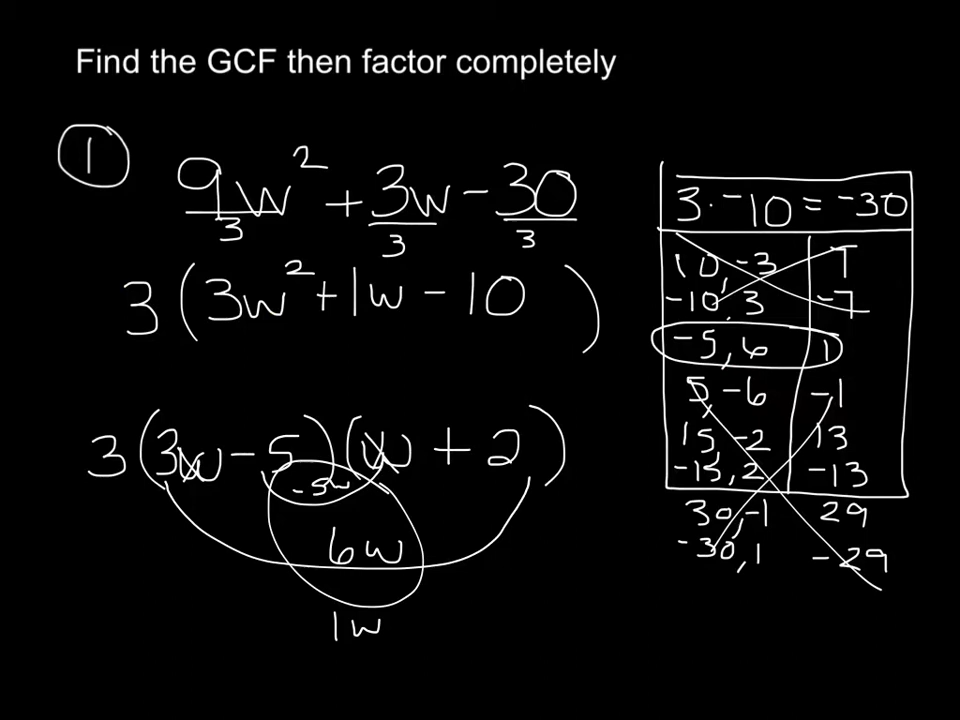 Find the GCF then factor completely
1
9w² + 3w - 30
3 3 3
3(3w² + 1w - 10)
3(3w - 5)(w + 2)
-5w
6w
1w
3 · -10 = -30
10, -3 7
-10, 3 -7
-5, 6 1
5, -6 -1
15, -2 13
-15, 2 -13
30, -1 29
-30, 1 -29